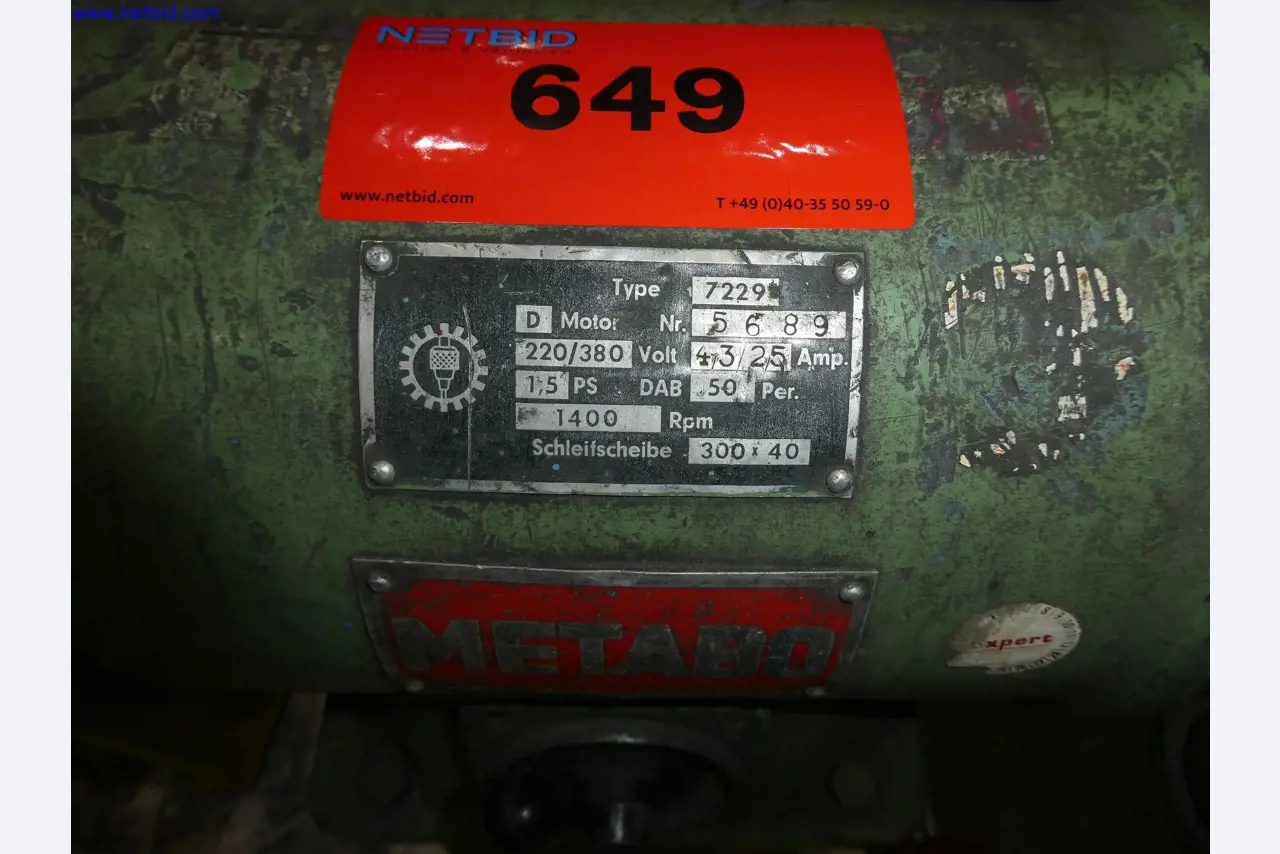 www.netbid.com
NETBID
649
www.netbid.com
T +49 (0)40-35 50 59-0
Type 7229
D Motor Nr. 5689
220/380 Volt 4,3/2,5 Amp.
1,5 PS DAB 50 Per.
1400 Rpm
Schleifscheibe 300 x 40
METABO
expert